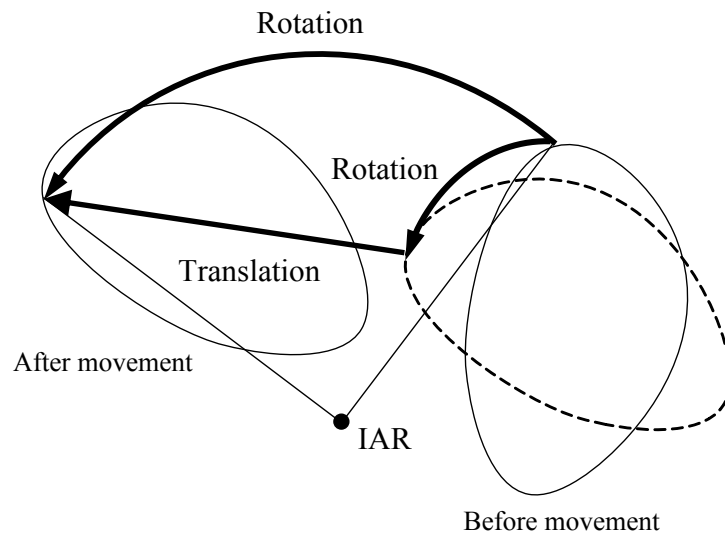 Rotation
Rotation
Translation
After movement
IAR
Before movement